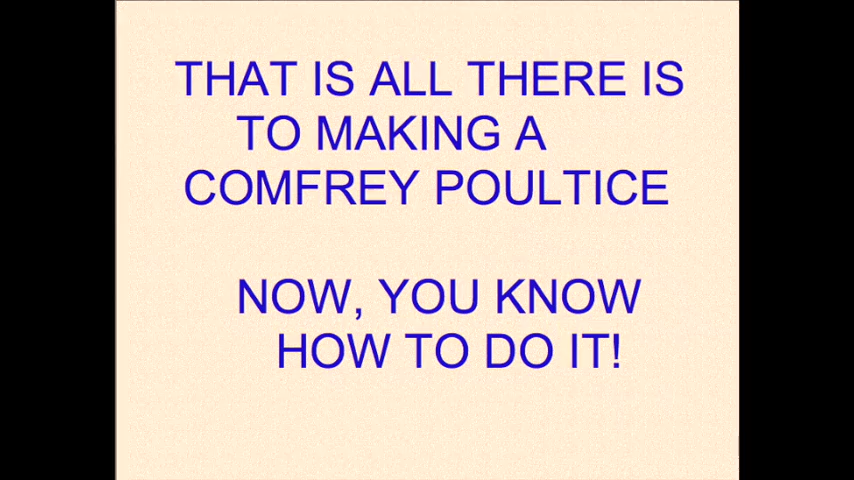 THAT IS ALL THERE IS
TO MAKING A
COMFREY POULTICE
NOW, YOU KNOW
HOW TO DO IT!